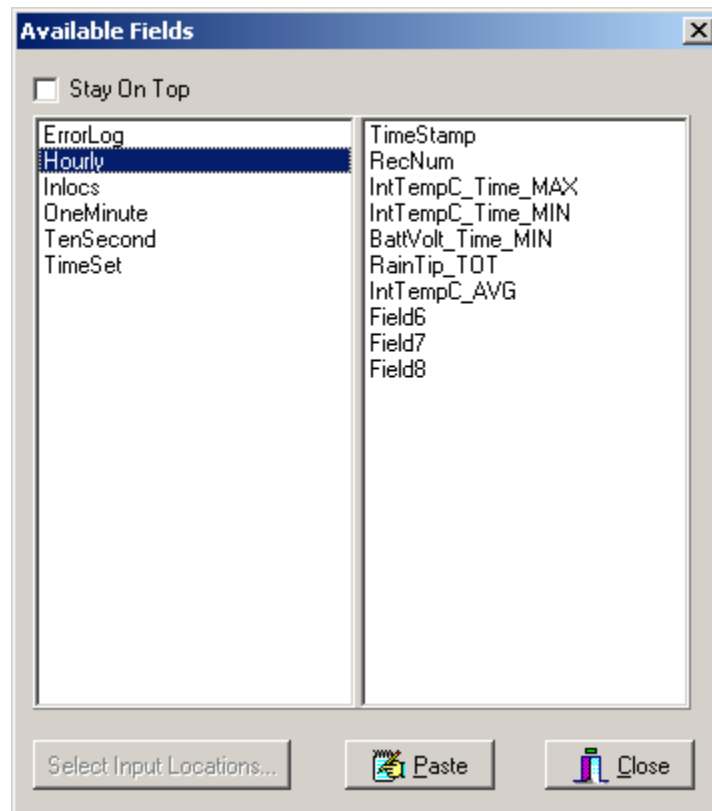 Available Fields
Stay On Top
ErrorLog
Hourly
Inlocs
OneMinute
TenSecond
TimeSet
TimeStamp
RecNum
IntTempC_Time_MAX
IntTempC_Time_MIN
BattVolt_Time_MIN
RainTip_TOT
IntTempC_AVG
Field6
Field7
Field8
Select Input Locations...
Paste
Close